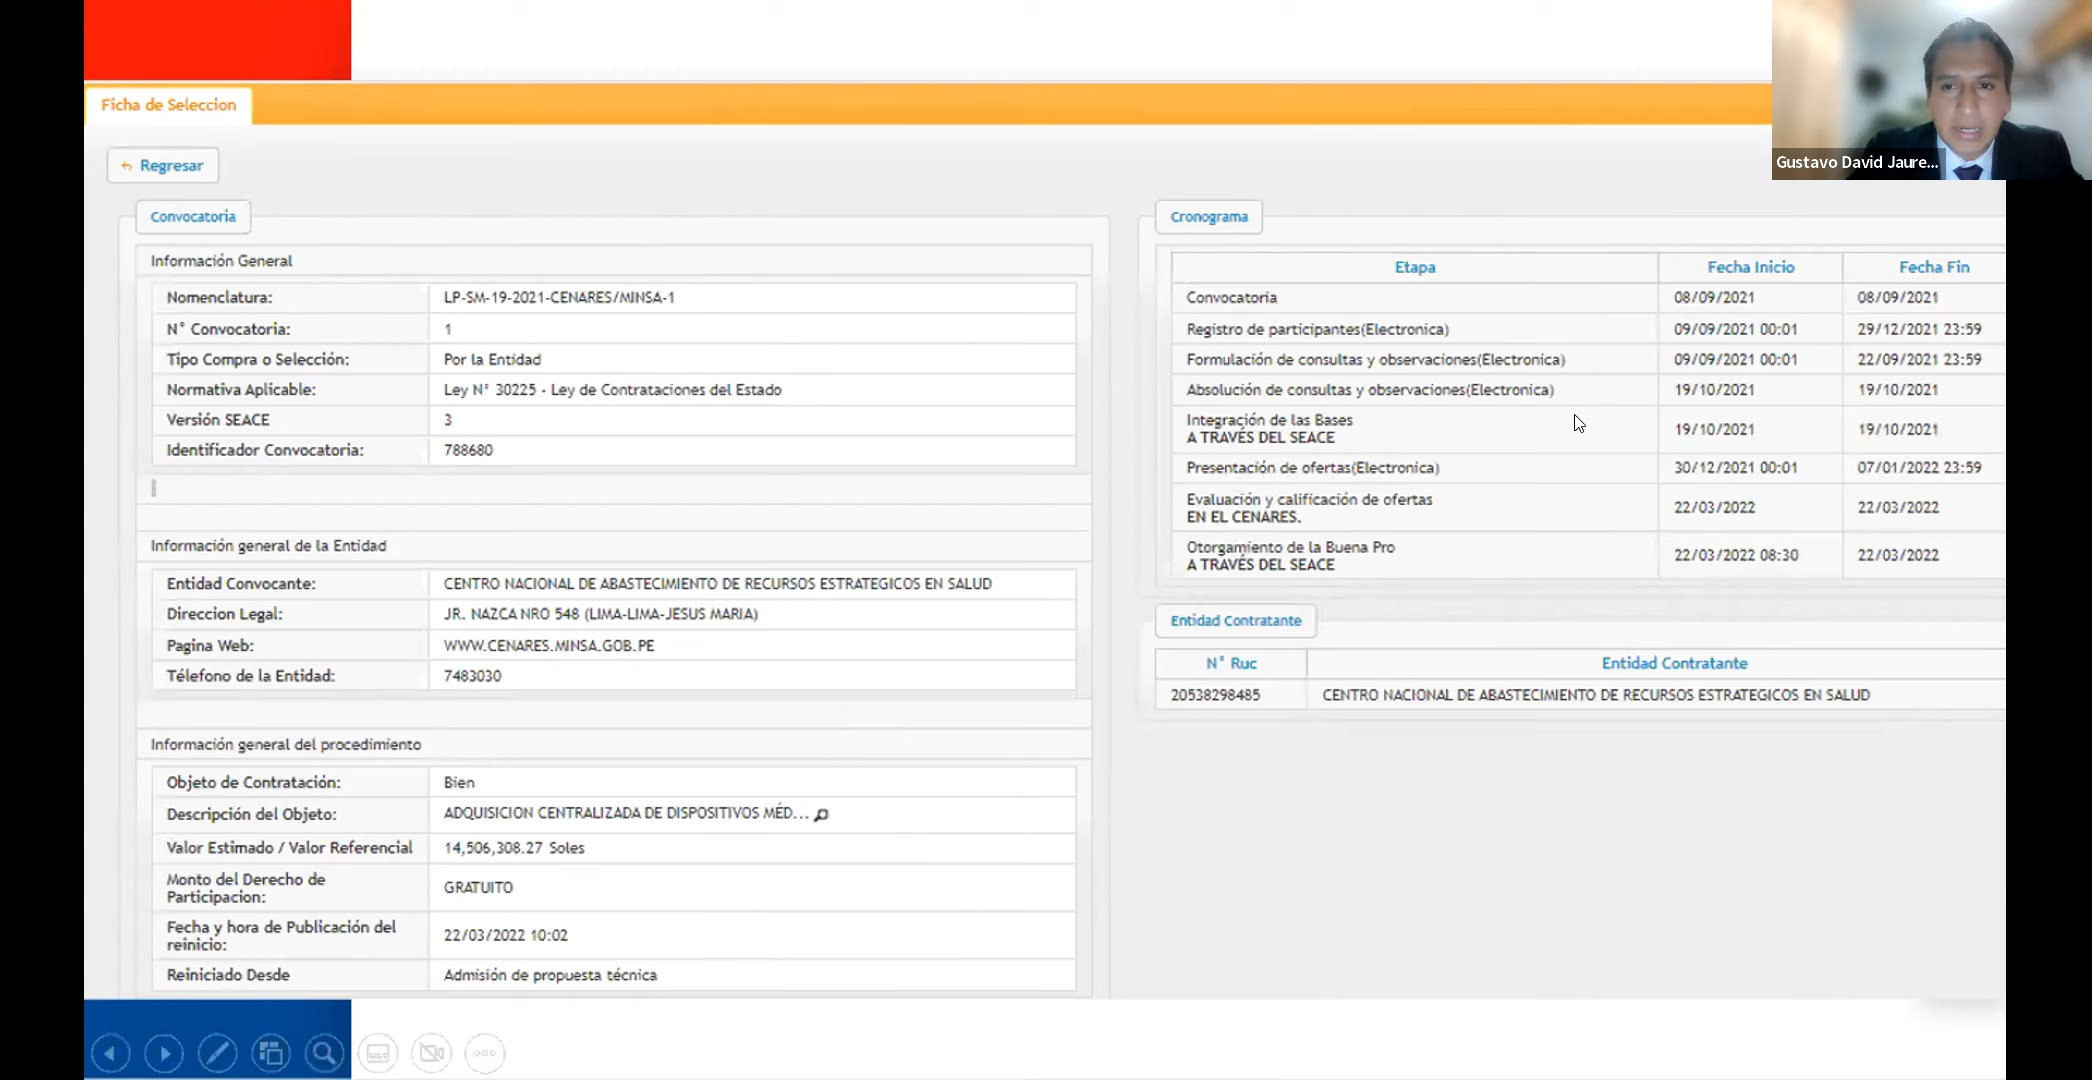 Ficha de Seleccion
Regresar
Convocatoria
Información General
Nomenclatura: LP-SM-19-2021-CENARES/MINSA-1
N° Convocatoria: 1
Tipo Compra o Selección: Por la Entidad
Normativa Aplicable: Ley N° 30225 - Ley de Contrataciones del Estado
Versión SEACE 3
Identificador Convocatoria: 788680
Información general de la Entidad
Entidad Convocante: CENTRO NACIONAL DE ABASTECIMIENTO DE RECURSOS ESTRATEGICOS EN SALUD
Direccion Legal: JR. NAZCA NRO 548 (LIMA-LIMA-JESUS MARIA)
Pagina Web: WWW.CENARES.MINSA.GOB.PE
Télefono de la Entidad: 7483030
Información general del procedimiento
Objeto de Contratación: Bien
Descripción del Objeto: ADQUISICION CENTRALIZADA DE DISPOSITIVOS MÉD...
Valor Estimado / Valor Referencial 14,506,308.27 Soles
Monto del Derecho de
Participacion: GRATUITO
Fecha y hora de Publicación del
reinicio: 22/03/2022 10:02
Reiniciado Desde Admisión de propuesta técnica
Cronograma
Etapa Fecha Inicio Fecha Fin
Convocatoria 08/09/2021 08/09/2021
Registro de participantes(Electronica) 09/09/2021 00:01 29/12/2021 23:59
Formulación de consultas y observaciones(Electronica) 09/09/2021 00:01 22/09/2021 23:59
Absolución de consultas y observaciones(Electronica) 19/10/2021 19/10/2021
Integración de las Bases
A TRAVÉS DEL SEACE 19/10/2021 19/10/2021
Presentación de ofertas(Electronica) 30/12/2021 00:01 07/01/2022 23:59
Evaluación y calificación de ofertas
EN EL CENARES. 22/03/2022 22/03/2022
Otorgamiento de la Buena Pro
A TRAVÉS DEL SEACE 22/03/2022 08:30 22/03/2022
Entidad Contratante
N° Ruc Entidad Contratante
20538298485 CENTRO NACIONAL DE ABASTECIMIENTO DE RECURSOS ESTRATEGICOS EN SALUD
Gustavo David Jaure...